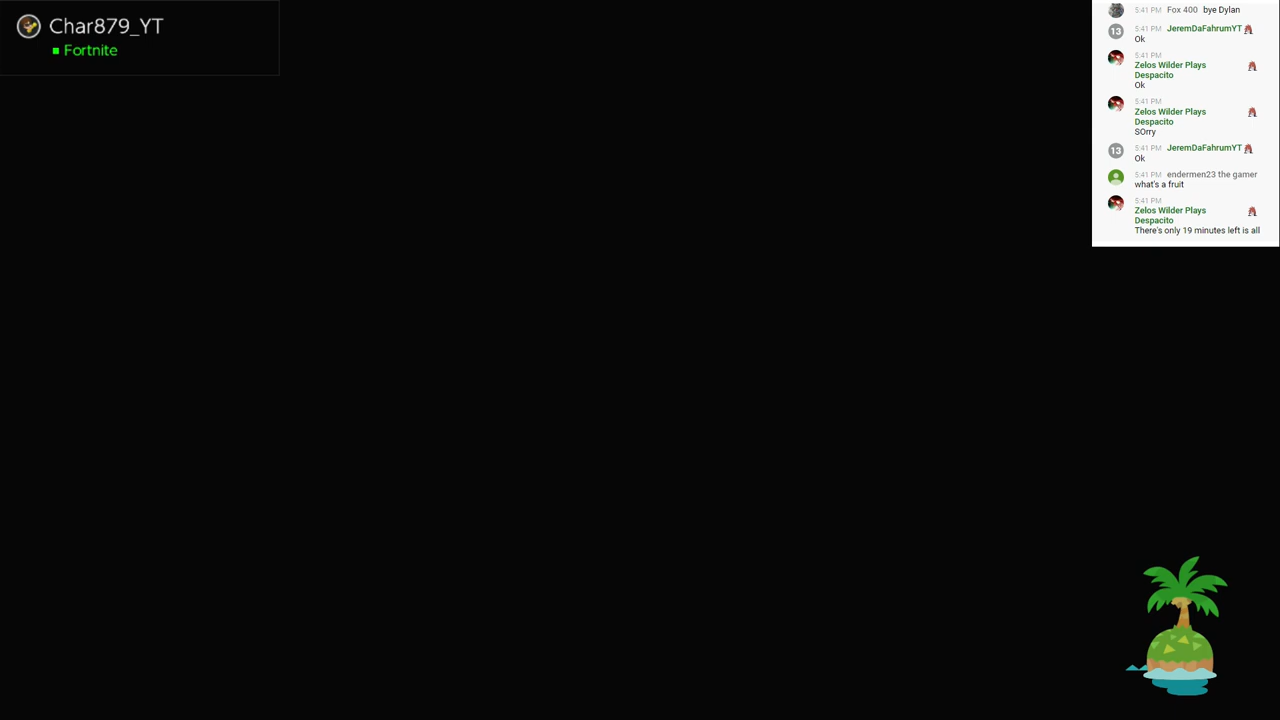 Char879_YT
Fortnite
5:41 PM Fox 400 bye Dylan
13 5:41 PM JeremDaFahrumYT
Ok
5:41 PM
Zelos Wilder Plays
Despacito
Ok
5:41 PM
Zelos Wilder Plays
Despacito
SOrry
13 5:41 PM JeremDaFahrumYT
Ok
5:41 PM endermen23 the gamer
what's a fruit
5:41 PM
Zelos Wilder Plays
Despacito
There's only 19 minutes left is all